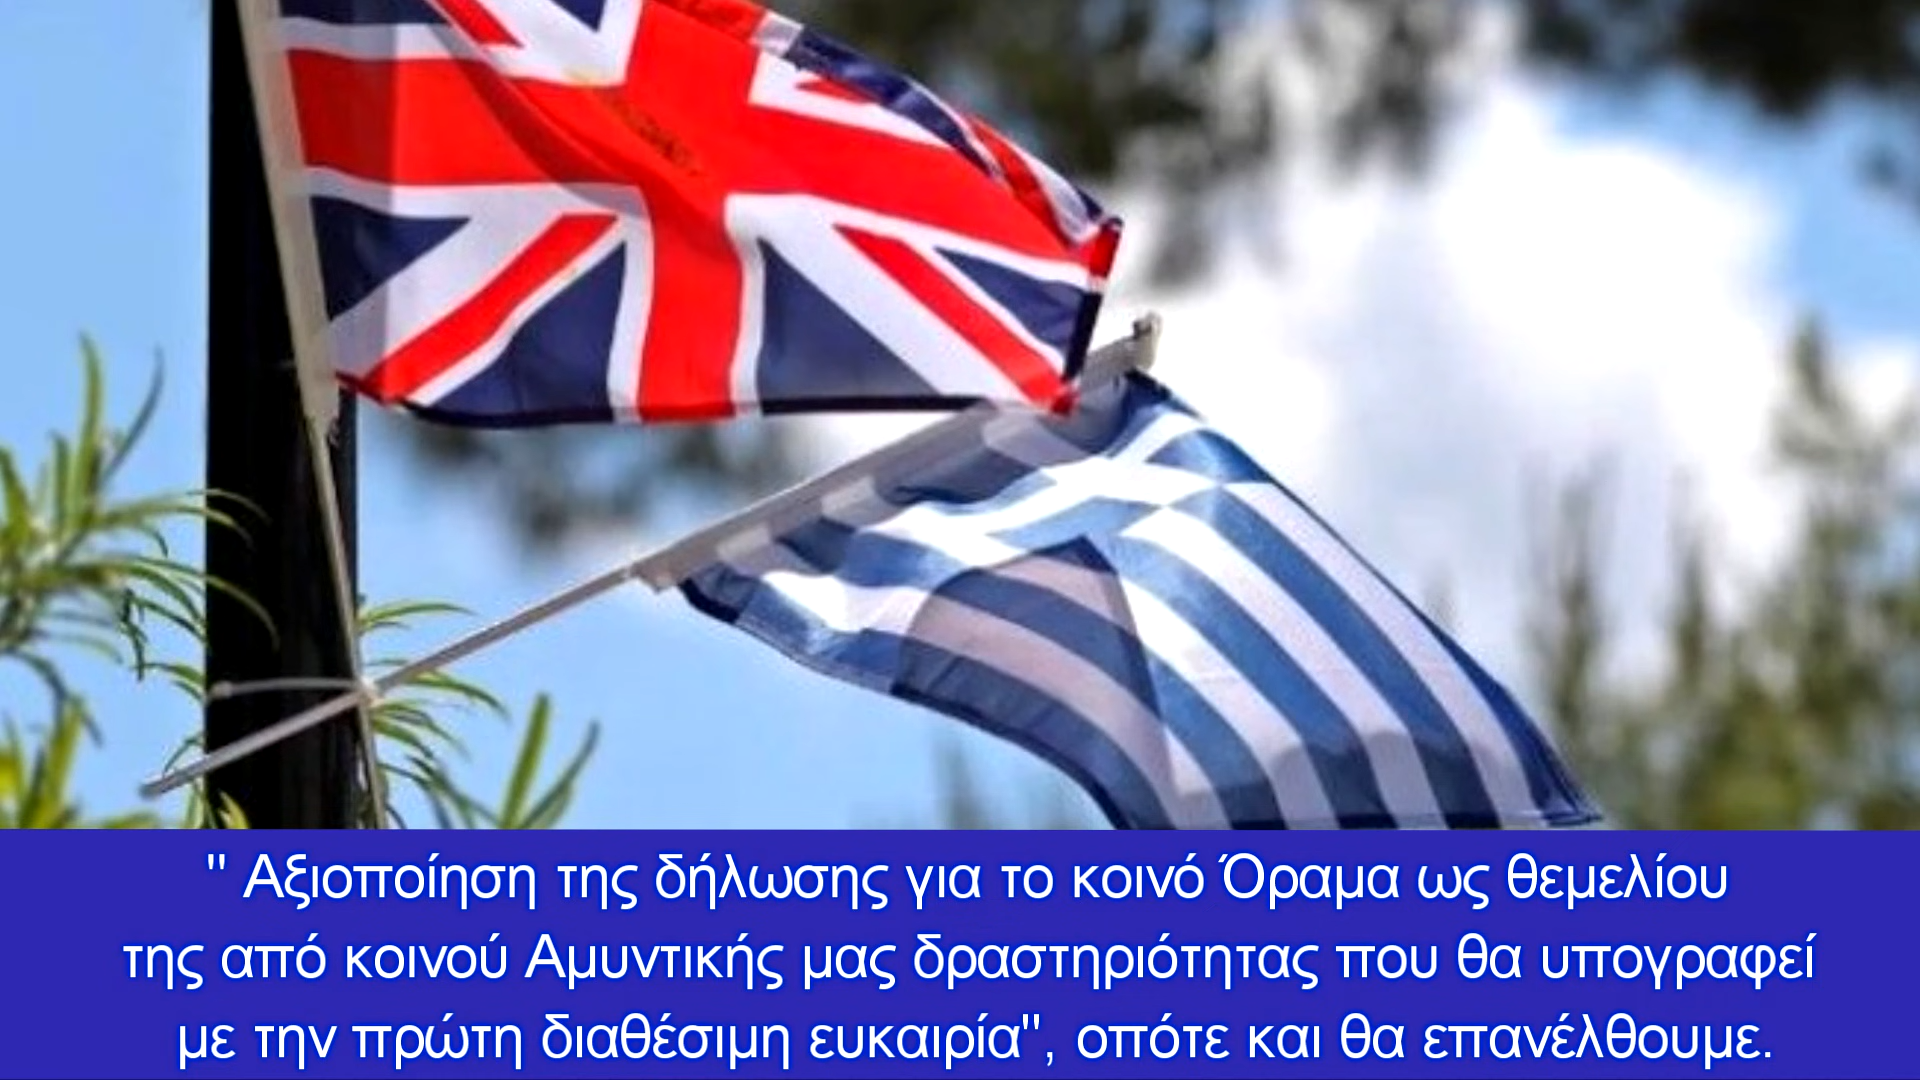 " Αξιοποίηση της δήλωσης για το κοινό Όραμα ως θεμελίου
της από κοινού Αμυντικής μας δραστηριότητας που θα υπογραφεί
με την πρώτη διαθέσιμη ευκαιρία", οπότε και θα επανέλθουμε.